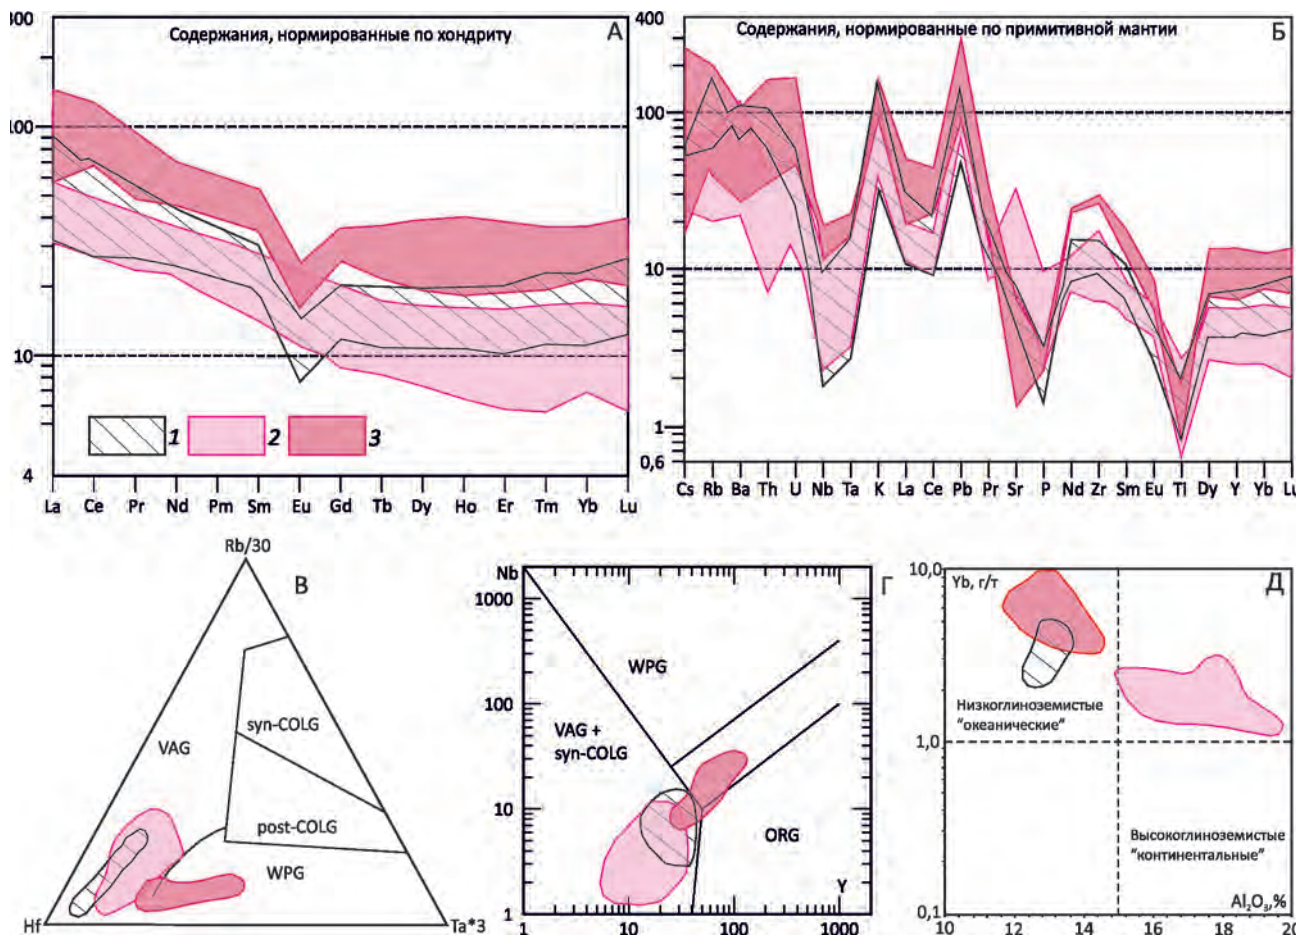 Содержания, нормированные по хондриту
А
100
10
4
1
2
3
La Ce Pr Nd Pm Sm Eu Gd Tb Dy Ho Er Tm Yb Lu
400
Содержания, нормированные по примитивной мантии
Б
100
10
1
0,6
Cs Rb Ba Th U Nb Ta K La Ce Pb Pr Sr P Nd Zr Sm Eu Ti Dy Y Yb Lu
Rb/30
В
VAG
syn-COLG
post-COLG
WPG
Hf
Ta*3
Nb
Г
1000
WPG
100
VAG +
syn-COLG
10
ORG
Y
1
1 10 100 1000
10,0
Yb, г/т
Д
Низкоглиноземистые
"океанические"
1,0
Высокоглиноземистые
"континентальные"
0,1
Al₂O₃,%
10 12 14 16 18 20